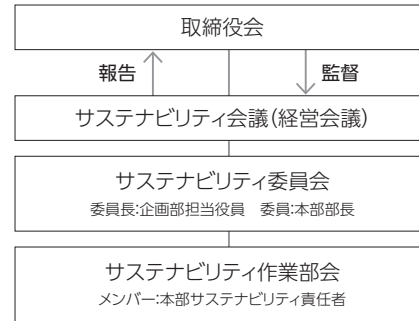 取締役会
報告 監督
サステナビリティ会議(経営会議)
サステナビリティ委員会
委員長:企画部担当役員 委員:本部部長
サステナビリティ作業部会
メンバー:本部サステナビリティ責任者